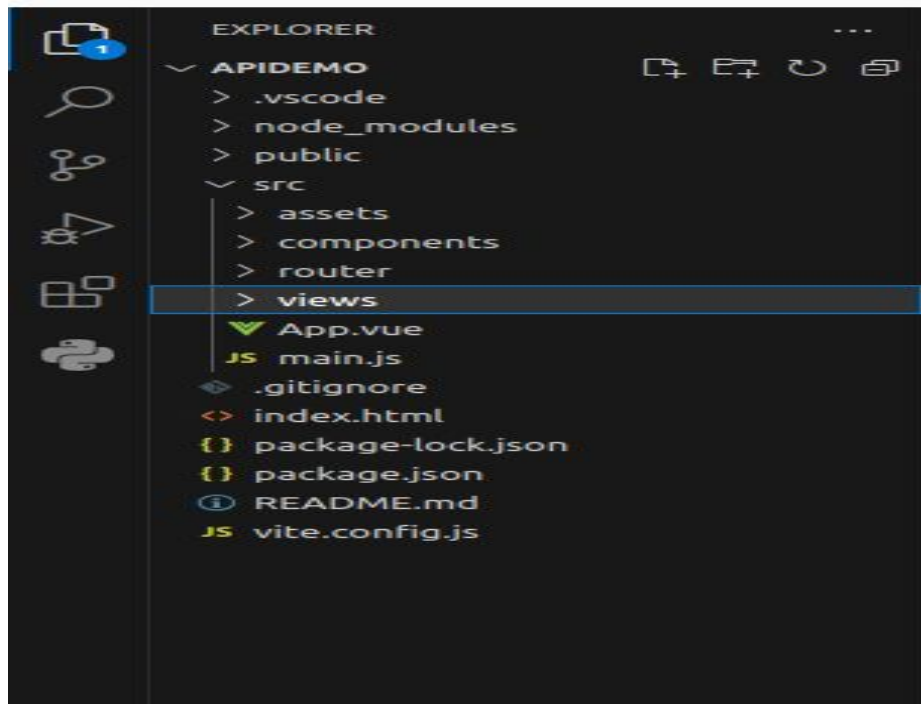 EXPLORER ...
1
APIDEMO
> .vscode
> node_modules
> public
src
> assets
> components
> router
> views
App.vue
JS main.js
.gitignore
<> index.html
{} package-lock.json
{} package.json
README.md
JS vite.config.js